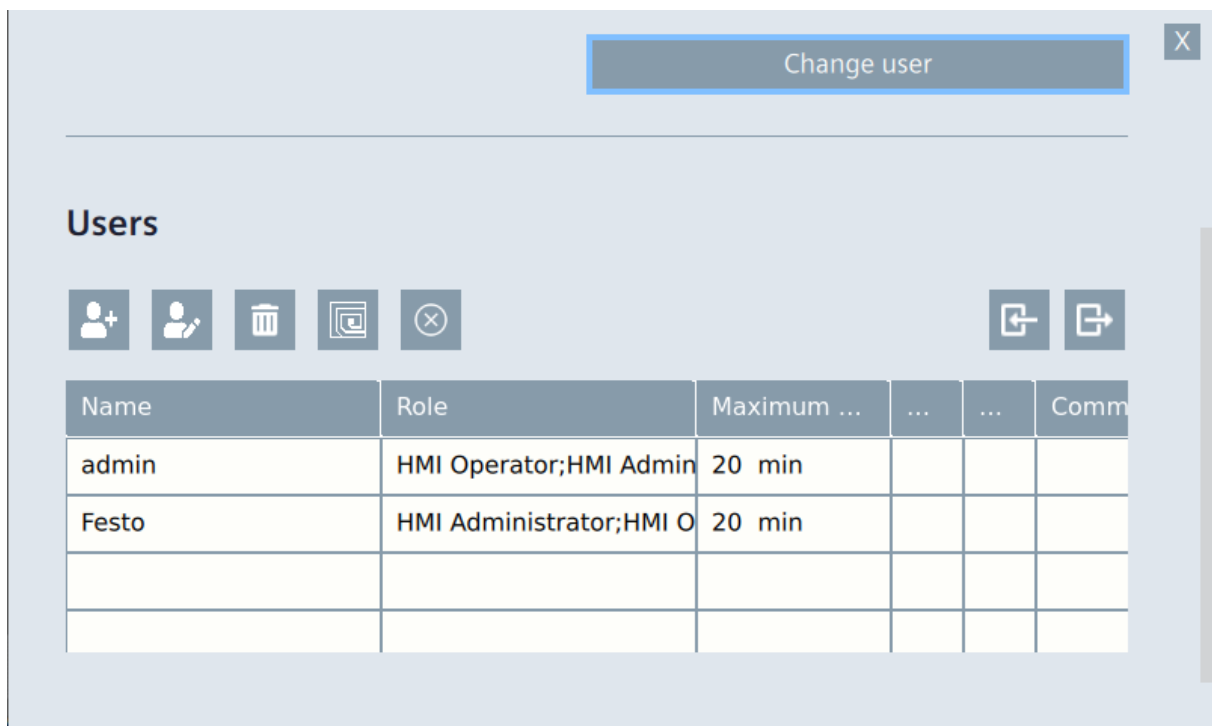 Change user
X
Users
Name Role Maximum ... ... ... Comm
admin HMI Operator;HMI Admin 20 min
Festo HMI Administrator;HMI O 20 min